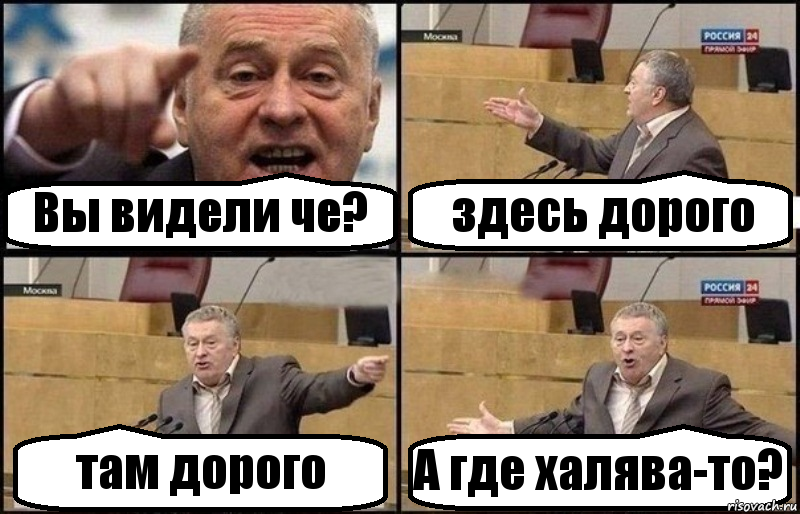 Вы видели че?
Москва
РОССИЯ 24
ПРЯМОЙ ЭФИР
здесь дорого
Москва
там дорого
РОССИЯ 24
ПРЯМОЙ ЭФИР
А где халява-то?
risovach.ru